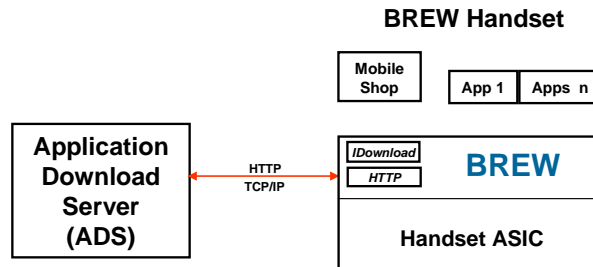 BREW Handset
Mobile
Shop
App 1
Apps n
Application
Download
Server
(ADS)
HTTP
TCP/IP
IDownload
HTTP
BREW
Handset ASIC